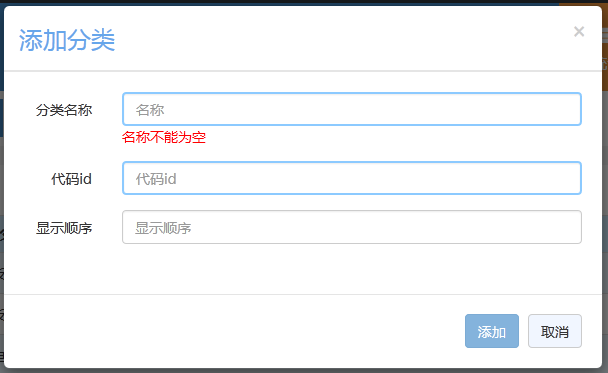 添加分类
×
分类名称
名称
名称不能为空
代码id
代码id
显示顺序
显示顺序
添加
取消